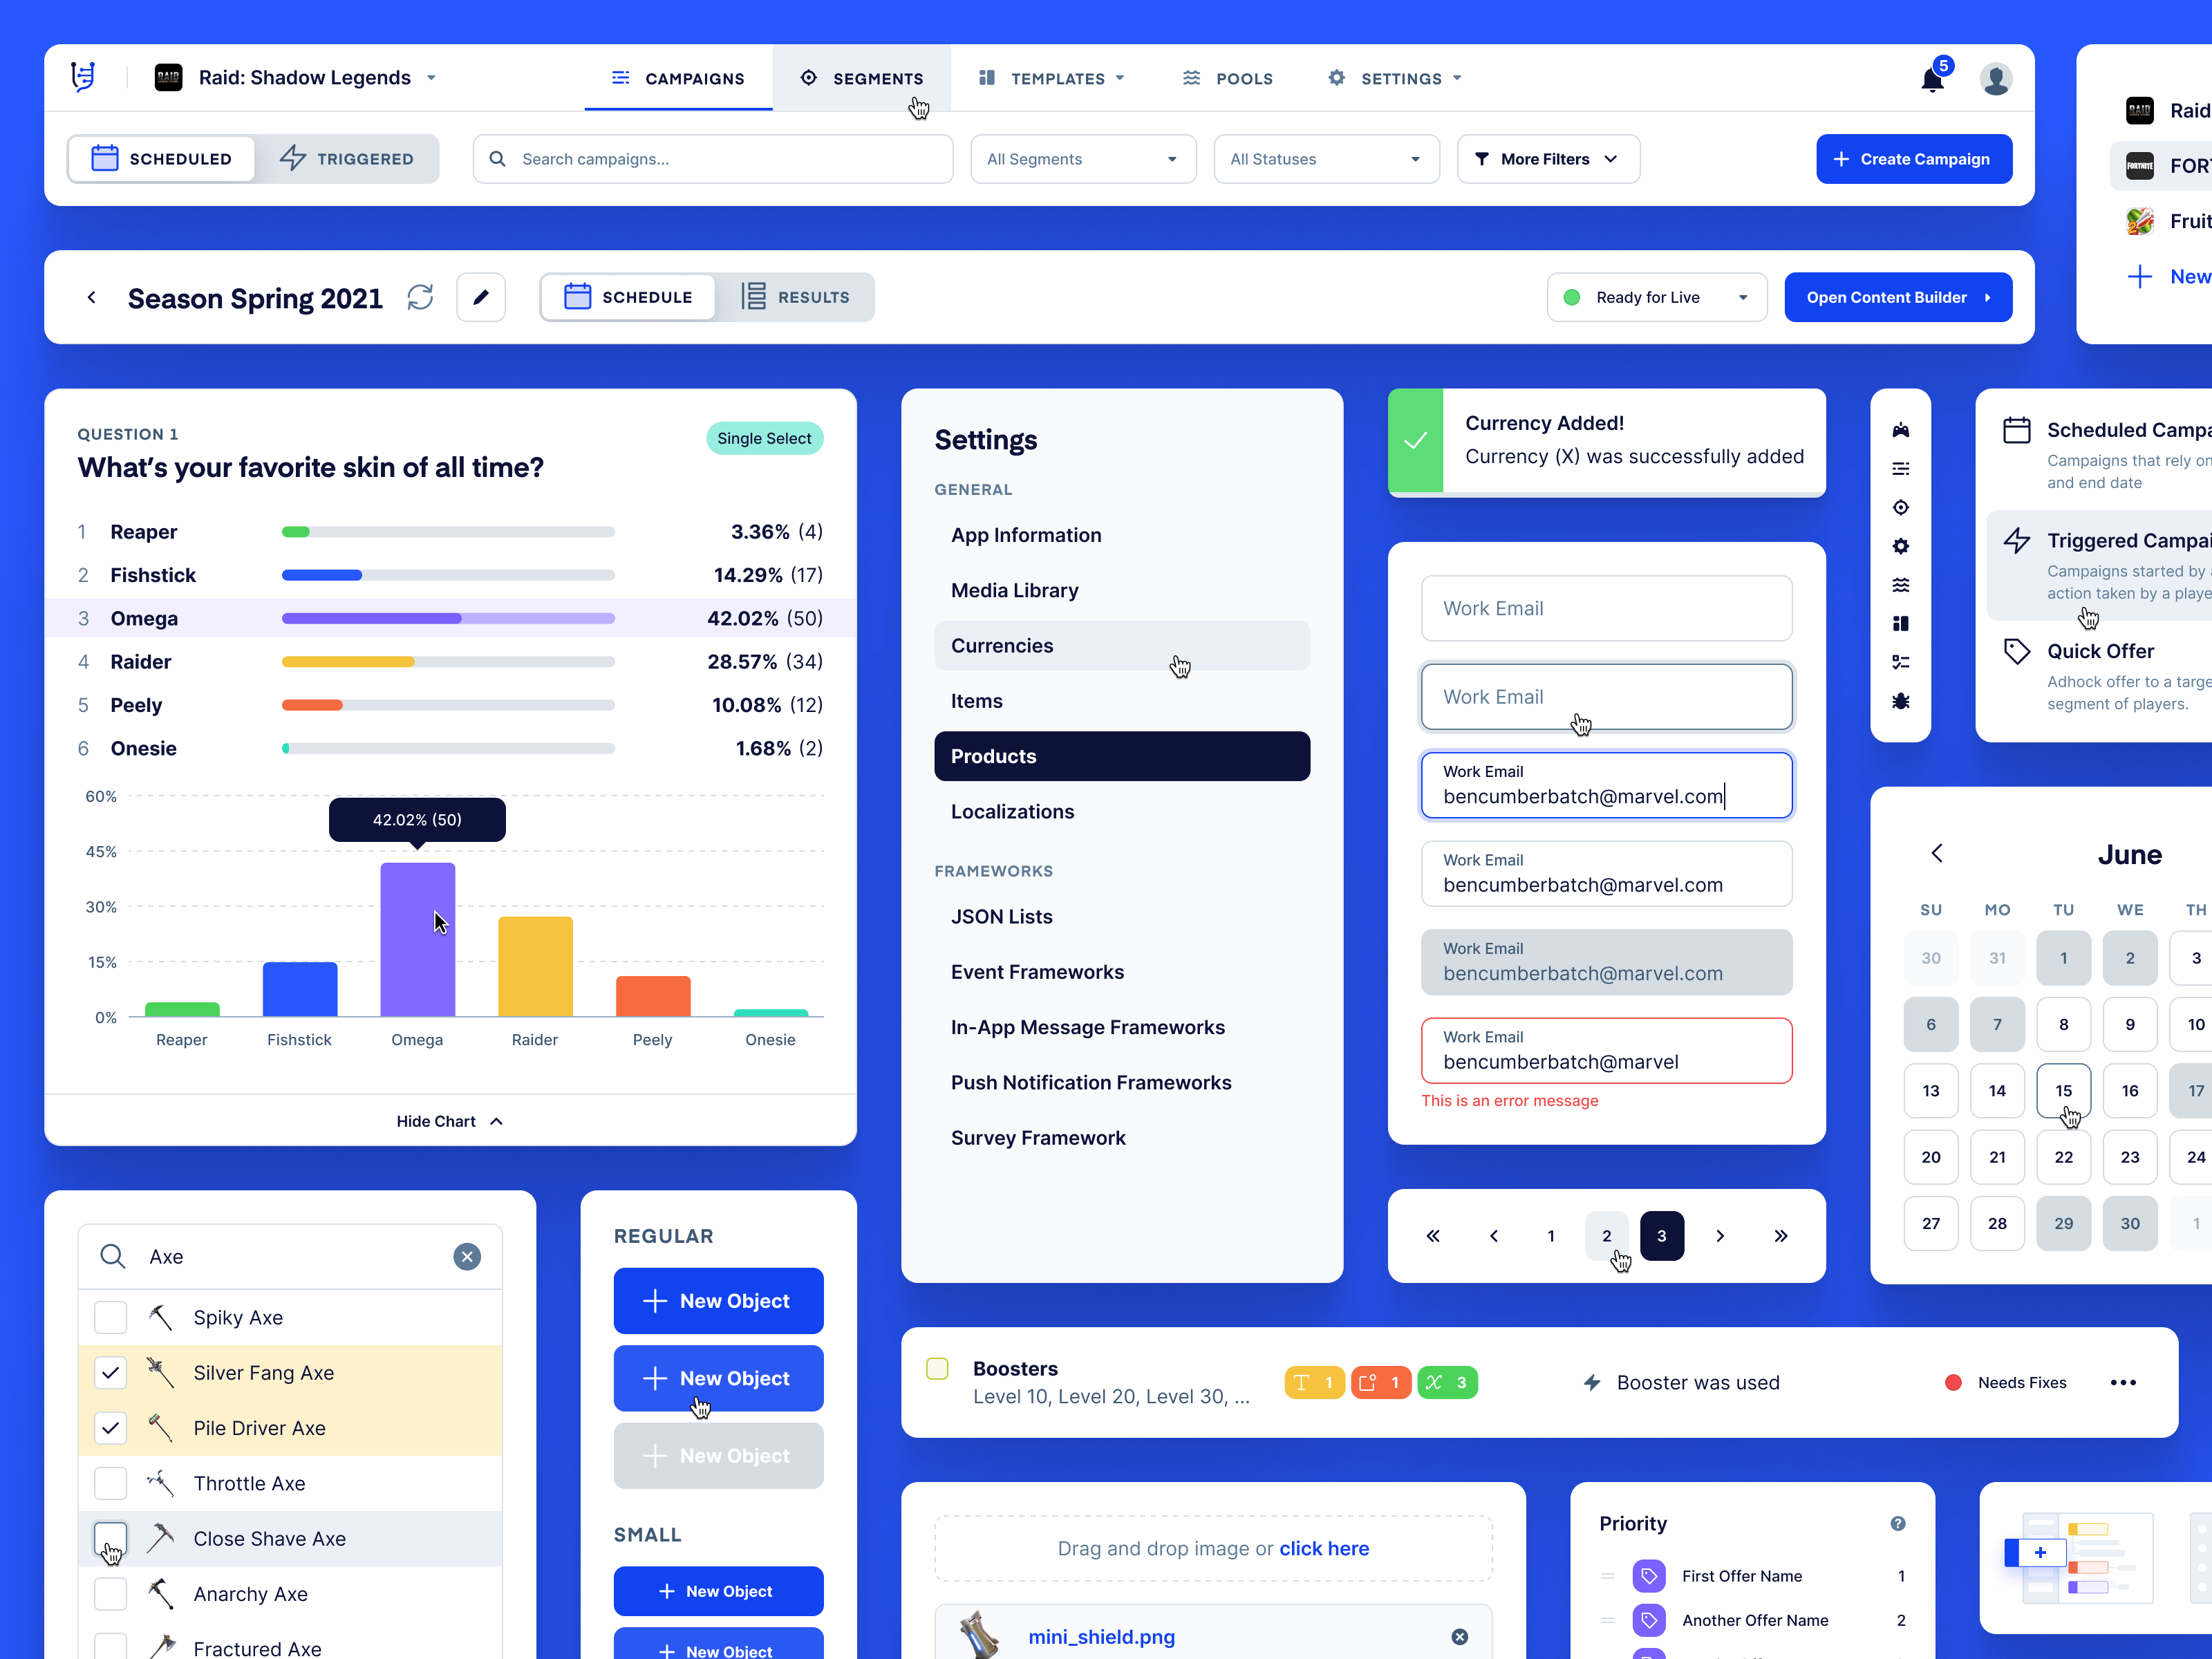 Raid: Shadow Legends
CAMPAIGNS
SEGMENTS
TEMPLATES
POOLS
SETTINGS
5
SCHEDULED
TRIGGERED
Search campaigns...
All Segments
All Statuses
More Filters
Create Campaign
RAID
Raid
FORTNITE
FOR
Fruit
New
Season Spring 2021
SCHEDULE
RESULTS
Ready for Live
Open Content Builder
QUESTION 1
What's your favorite skin of all time?
Single Select
1 Reaper 3.36% (4)
2 Fishstick 14.29% (17)
3 Omega 42.02% (50)
4 Raider 28.57% (34)
5 Peely 10.08% (12)
6 Onesie 1.68% (2)
60%
42.02% (50)
45%
30%
15%
0%
Reaper Fishstick Omega Raider Peely Onesie
Hide Chart
Settings
GENERAL
App Information
Media Library
Currencies
Items
Products
Localizations
FRAMEWORKS
JSON Lists
Event Frameworks
In-App Message Frameworks
Push Notification Frameworks
Survey Framework
Currency Added!
Currency (X) was successfully added
Work Email
Work Email
Work Email
bencumberbatch@marvel.com
Work Email
bencumberbatch@marvel.com
Work Email
bencumberbatch@marvel.com
Work Email
bencumberbatch@marvel
This is an error message
1 2 3
Scheduled Campa
Campaigns that rely on
and end date
Triggered Campai
Campaigns started by
action taken by a playe
Quick Offer
Adhock offer to a targe
segment of players.
June
SU MO TU WE TH
30 31 1 2 3
6 7 8 9 10
13 14 15 16 17
20 21 22 23 24
27 28 29 30 1
Axe
Spiky Axe
Silver Fang Axe
Pile Driver Axe
Throttle Axe
Close Shave Axe
Anarchy Axe
Fractured Axe
REGULAR
New Object
New Object
New Object
SMALL
New Object
New Object
Boosters
Level 10, Level 20, Level 30, ...
1 1 3
Booster was used
Needs Fixes
Drag and drop image or click here
mini_shield.png
Priority
First Offer Name 1
Another Offer Name 2